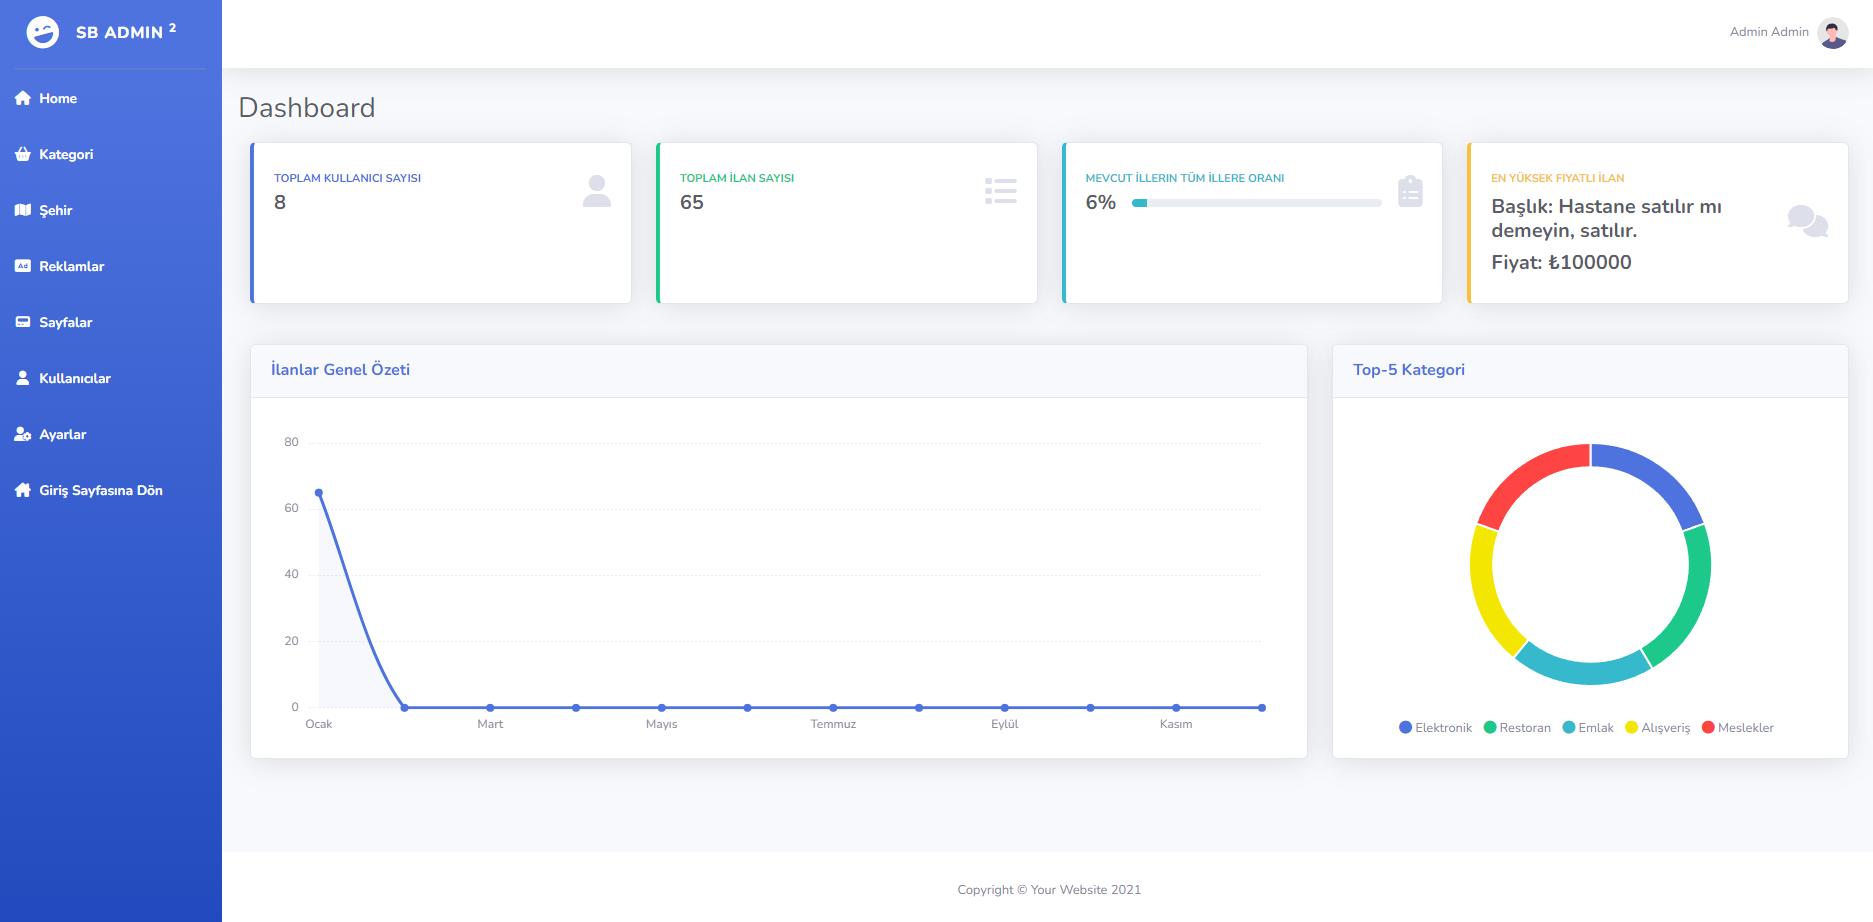 SB ADMIN 2
Admin Admin
Home
Kategori
Şehir
Ad Reklamlar
Sayfalar
Kullanıcılar
Ayarlar
Giriş Sayfasına Dön
Dashboard
TOPLAM KULLANICI SAYISI
8
TOPLAM İLAN SAYISI
65
MEVCUT İLLERIN TÜM İLLERE ORANI
6%
EN YÜKSEK FIYATLI İLAN
Başlık: Hastane satılır mı
demeyin, satılır.
Fiyat: ₺100000
İlanlar Genel Özeti
80
60
40
20
0
Ocak Mart Mayıs Temmuz Eylül Kasım
Top-5 Kategori
Elektronik Restoran Emlak Alışveriş Meslekler
Copyright © Your Website 2021